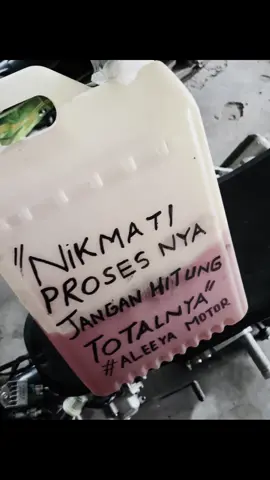 "NIKMATI
PROSES NYA
JANGAN HITUNG
TOTALNYA"
#ALEEYA MOTOR